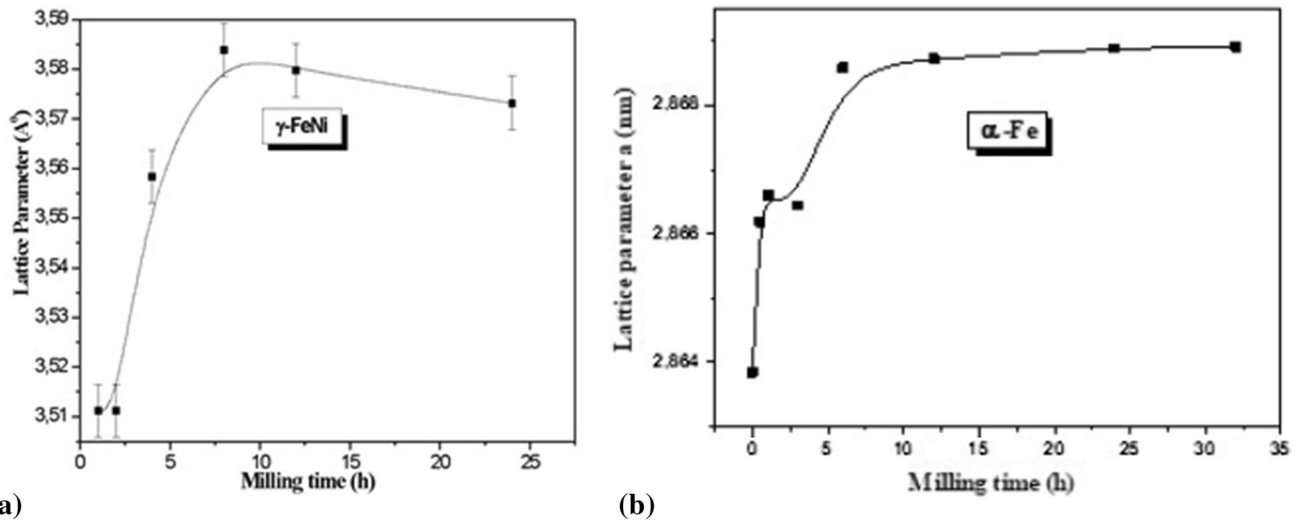 3,59
3,58
3,57
3,56
3,55
3,54
3,53
3,52
3,51
Lattice Parameter (A⁰)
γ-FeNi
0 5 10 15 20 25
Milling time (h)
a)
2,868
2,866
2,864
Lattice parameter a (nm)
α-Fe
0 5 10 15 20 25 30 35
Milling time (h)
(b)